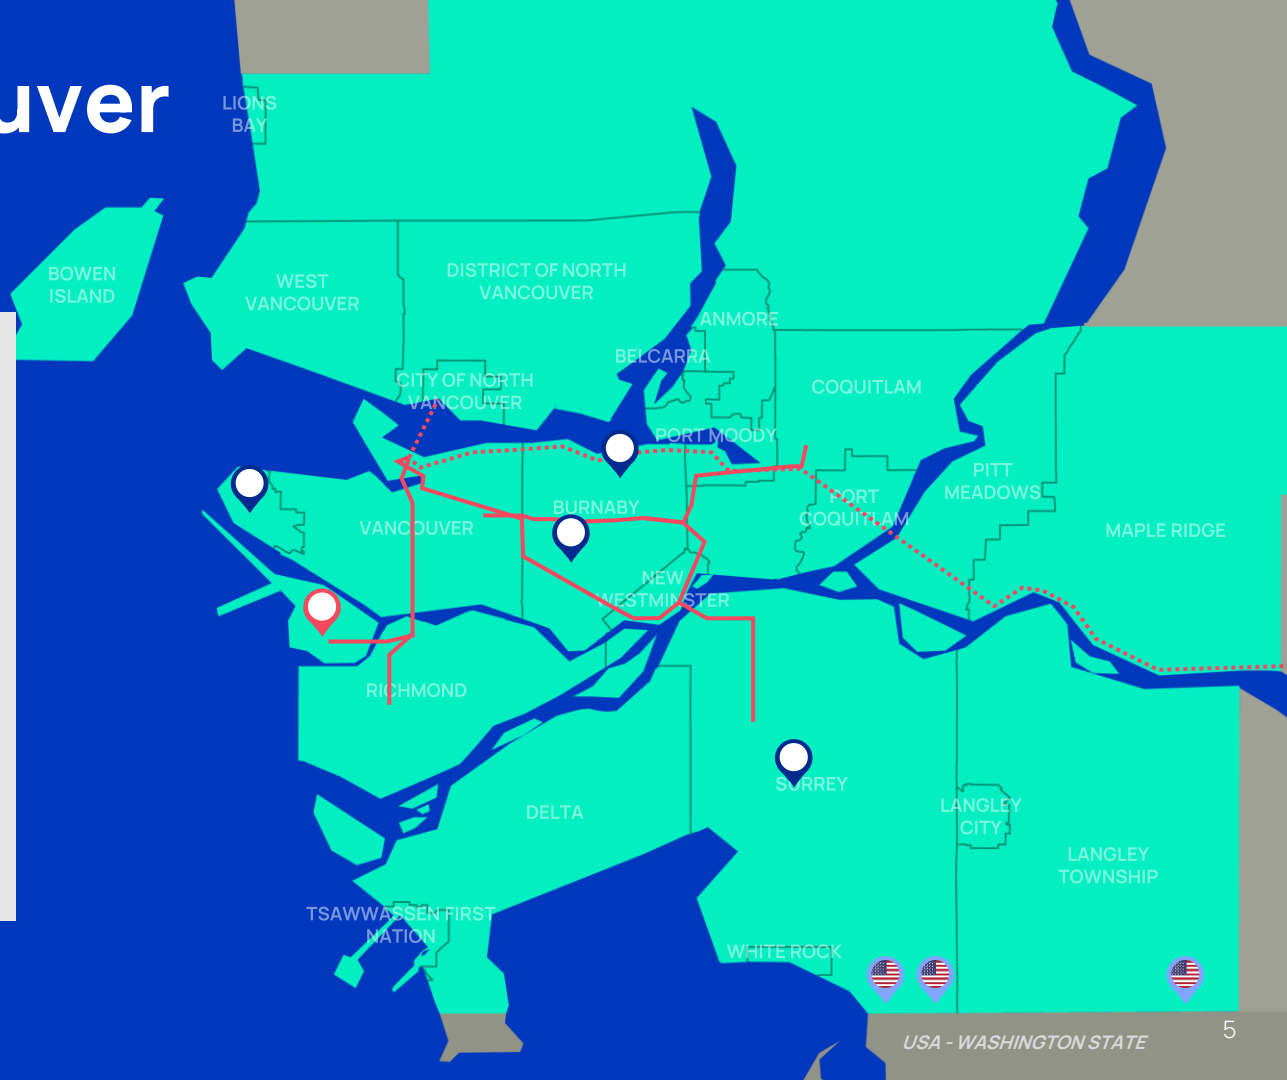 uver
LIONS
BAY
BOWEN
ISLAND
WEST
VANCOUVER
DISTRICT OF NORTH
VANCOUVER
ANMORE
BELCARRA
CITY OF NORTH
VANCOUVER
COQUITLAM
PORT MOODY
PITT
MEADOWS
PORT
COQUITLAM
BURNABY
VANCOUVER
MAPLE RIDGE
NEW
WESTMINSTER
RICHMOND
SURREY
DELTA
LANGLEY
CITY
LANGLEY
TOWNSHIP
TSAWWASSEN FIRST
NATION
WHITE ROCK
USA - WASHINGTON STATE
5